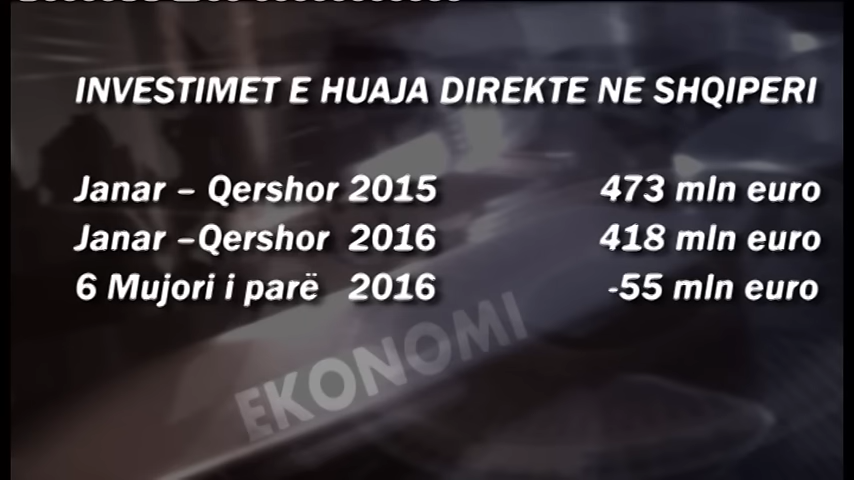 INVESTIMET E HUAJA DIREKTE NE SHQIPERI
Janar – Qershor 2015 473 mln euro
Janar –Qershor 2016 418 mln euro
6 Mujori i parë 2016 -55 mln euro
EKONOMI